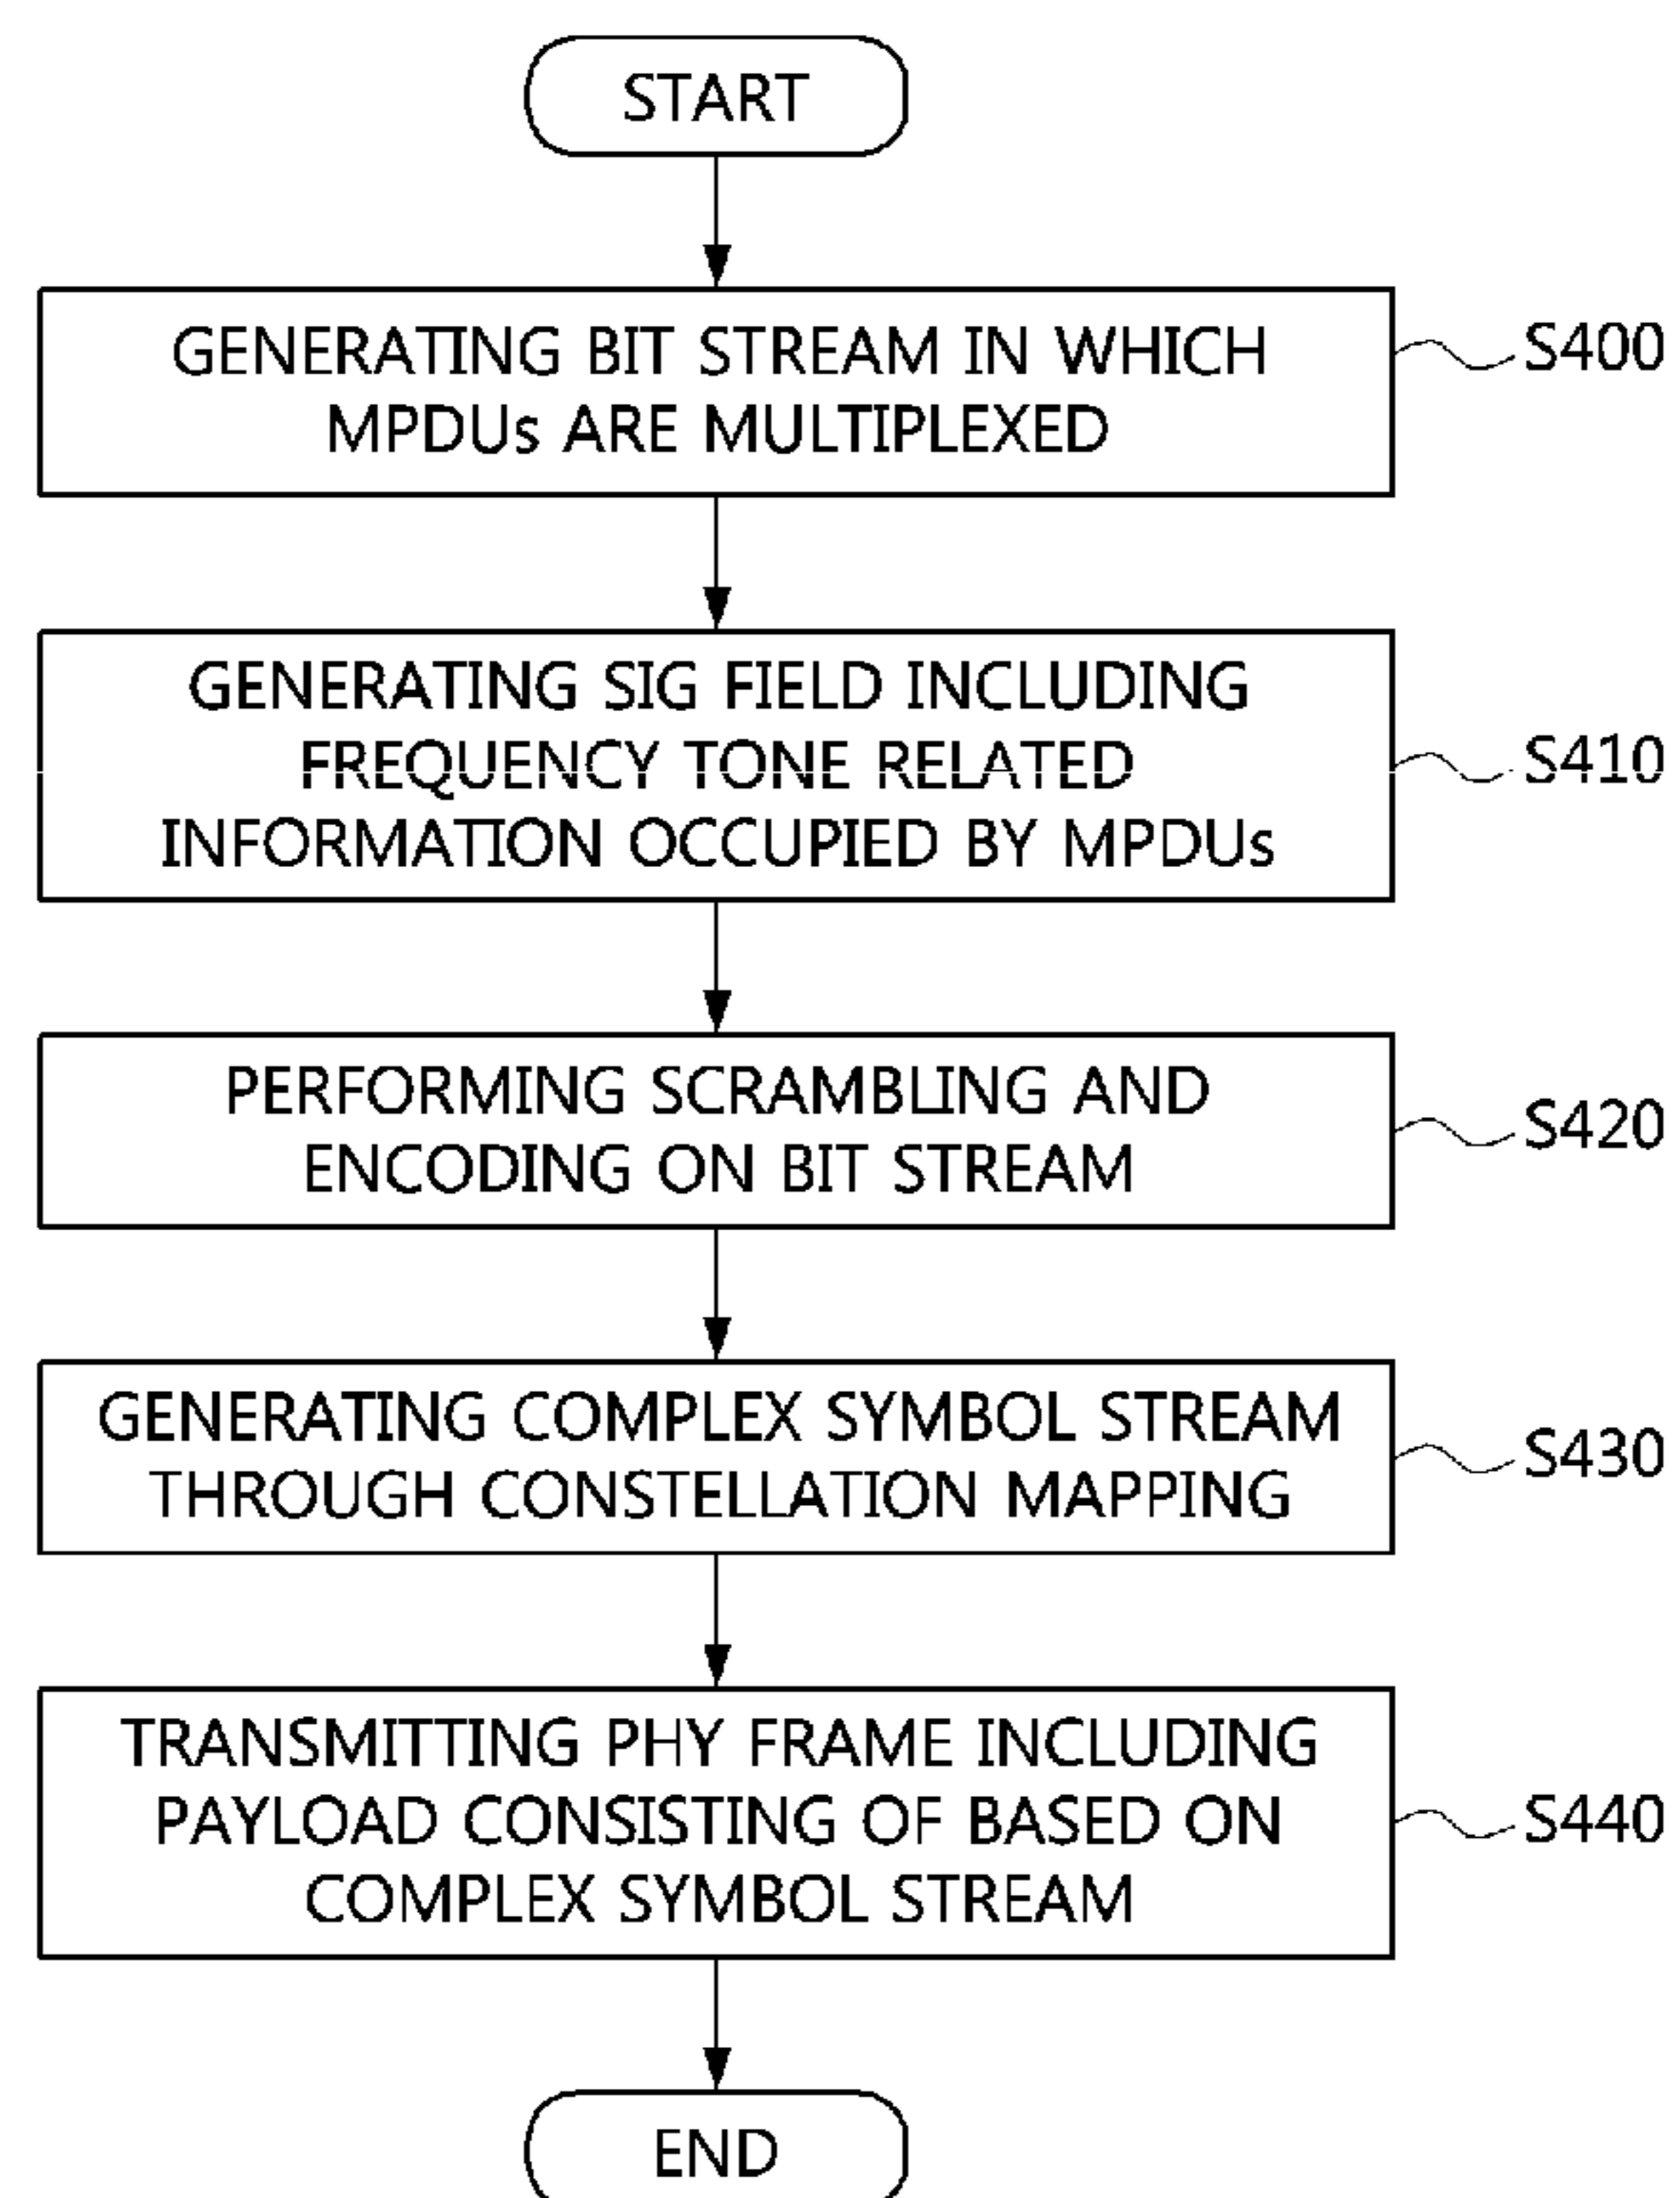 START
GENERATING BIT STREAM IN WHICH
MPDUs ARE MULTIPLEXED
S400
GENERATING SIG FIELD INCLUDING
FREQUENCY TONE RELATED
INFORMATION OCCUPIED BY MPDUs
S410
PERFORMING SCRAMBLING AND
ENCODING ON BIT STREAM
S420
GENERATING COMPLEX SYMBOL STREAM
THROUGH CONSTELLATION MAPPING
S430
TRANSMITTING PHY FRAME INCLUDING
PAYLOAD CONSISTING OF BASED ON
COMPLEX SYMBOL STREAM
S440
END